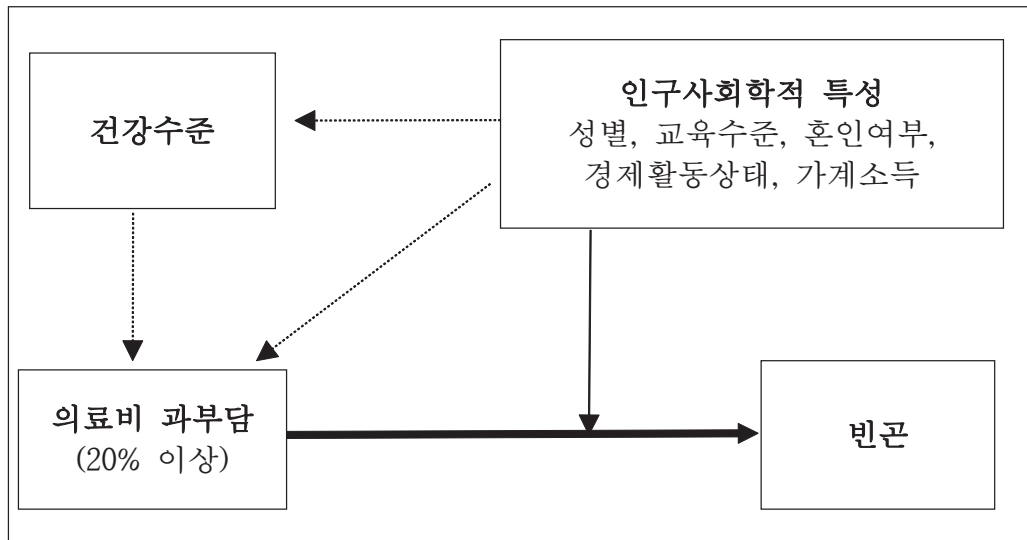 건강수준
인구사회학적 특성
성별, 교육수준, 혼인여부,
경제활동상태, 가계소득
의료비 과부담
(20% 이상)
빈곤